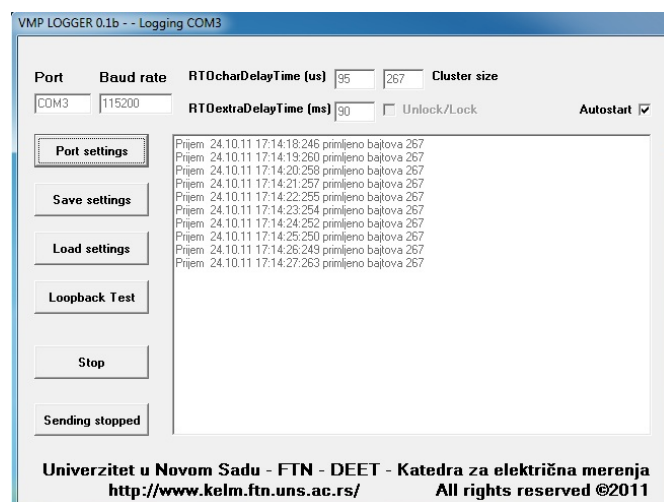 VMP LOGGER 0.1b - - Logging COM3
Port Baud rate RTOcharDelayTime (us) 95 267 Cluster size
COM3 115200 RTOextraDelayTime (ms) 90 Unlock/Lock Autostart
Port settings
Save settings
Load settings
Loopback Test
Stop
Sending stopped
Prijem 24.10.11 17:14:18:246 primljeno bajtova 267
Prijem 24.10.11 17:14:19:260 primljeno bajtova 267
Prijem 24.10.11 17:14:20:258 primljeno bajtova 267
Prijem 24.10.11 17:14:21:257 primljeno bajtova 267
Prijem 24.10.11 17:14:22:255 primljeno bajtova 267
Prijem 24.10.11 17:14:23:254 primljeno bajtova 267
Prijem 24.10.11 17:14:24:252 primljeno bajtova 267
Prijem 24.10.11 17:14:25:250 primljeno bajtova 267
Prijem 24.10.11 17:14:26:249 primljeno bajtova 267
Prijem 24.10.11 17:14:27:263 primljeno bajtova 267
Univerzitet u Novom Sadu - FTN - DEET - Katedra za električna merenja
http://www.kelm.ftn.uns.ac.rs/ All rights reserved ©2011